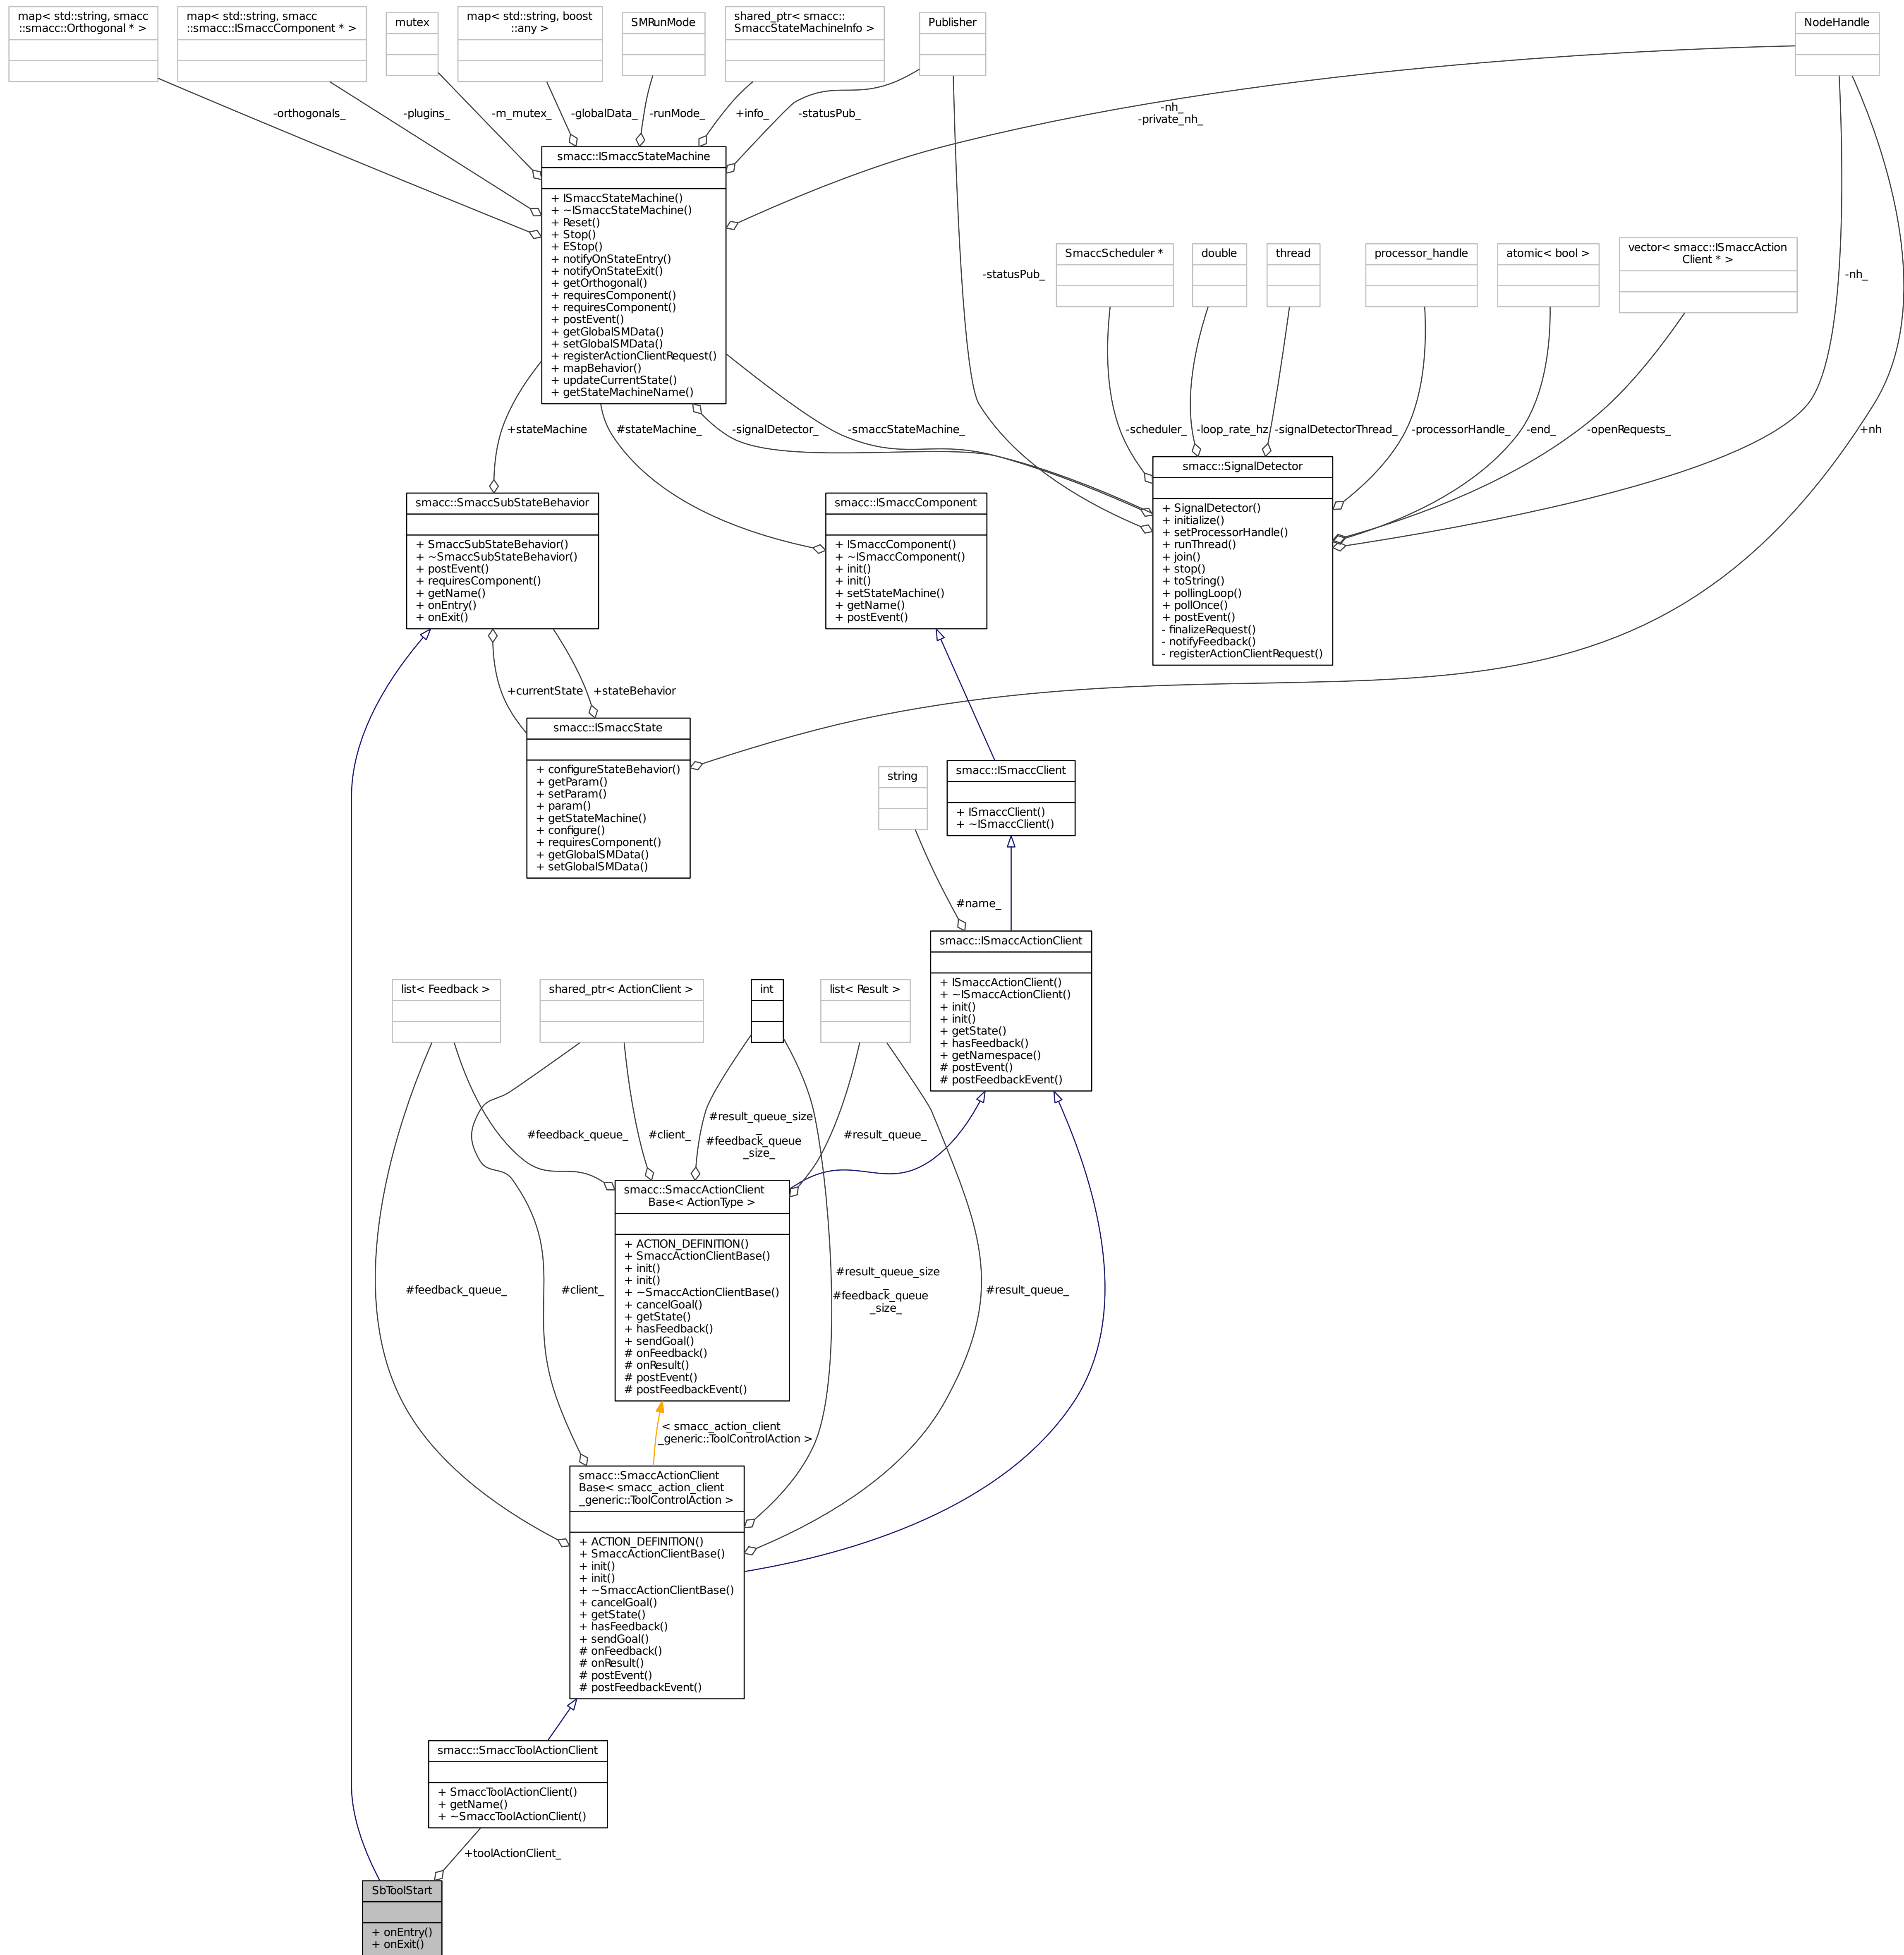 map< std::string, smacc
::smacc::Orthogonal * >
map< std::string, smacc
::smacc::ISmaccComponent * >
mutex
map< std::string, boost
::any >
SMRunMode
shared_ptr< smacc::
SmaccStateMachineInfo >
Publisher
NodeHandle
-orthogonals_
-plugins_
-m_mutex_
-globalData_
-runMode_
+info_
-statusPub_
-nh_
-private_nh_
smacc::ISmaccStateMachine
+ ISmaccStateMachine()
+ ~ISmaccStateMachine()
+ Reset()
+ Stop()
+ EStop()
+ notifyOnStateEntry()
+ notifyOnStateExit()
+ getOrthogonal()
+ requiresComponent()
+ requiresComponent()
+ postEvent()
+ getGlobalSMData()
+ setGlobalSMData()
+ registerActionClientRequest()
+ mapBehavior()
+ updateCurrentState()
+ getStateMachineName()
SmaccScheduler *
double
thread
processor_handle
atomic< bool >
vector< smacc::ISmaccAction
Client * >
-statusPub_
-nh_
+stateMachine
#stateMachine_
-signalDetector_
-smaccStateMachine_
-scheduler_
-loop_rate_hz
-signalDetectorThread_
-processorHandle_
-end_
-openRequests_
+nh
smacc::SignalDetector
+ SignalDetector()
+ initialize()
+ setProcessorHandle()
+ runThread()
+ join()
+ stop()
+ toString()
+ pollingLoop()
+ pollOnce()
+ postEvent()
- finalizeRequest()
- notifyFeedback()
- registerActionClientRequest()
smacc::SmaccSubStateBehavior
+ SmaccSubStateBehavior()
+ ~SmaccSubStateBehavior()
+ postEvent()
+ requiresComponent()
+ getName()
+ onEntry()
+ onExit()
smacc::ISmaccComponent
+ ISmaccComponent()
+ ~ISmaccComponent()
+ init()
+ init()
+ setStateMachine()
+ getName()
+ postEvent()
+currentState
+stateBehavior
smacc::ISmaccState
+ configureStateBehavior()
+ getParam()
+ setParam()
+ param()
+ getStateMachine()
+ configure()
+ requiresComponent()
+ getGlobalSMData()
+ setGlobalSMData()
string
smacc::ISmaccClient
+ ISmaccClient()
+ ~ISmaccClient()
#name_
smacc::ISmaccActionClient
+ ISmaccActionClient()
+ ~ISmaccActionClient()
+ init()
+ init()
+ getState()
+ hasFeedback()
+ getNamespace()
# postEvent()
# postFeedbackEvent()
list< Feedback >
shared_ptr< ActionClient >
int
list< Result >
#feedback_queue_
#client_
#result_queue_size
_
#feedback_queue
_size_
#result_queue_
smacc::SmaccActionClient
Base< ActionType >
+ ACTION_DEFINITION()
+ SmaccActionClientBase()
+ init()
+ init()
+ ~SmaccActionClientBase()
+ cancelGoal()
+ getState()
+ hasFeedback()
+ sendGoal()
# onFeedback()
# onResult()
# postEvent()
# postFeedbackEvent()
#feedback_queue_
#client_
#result_queue_size
_
#feedback_queue
_size_
#result_queue_
< smacc_action_client
_generic::ToolControlAction >
smacc::SmaccActionClient
Base< smacc_action_client
_generic::ToolControlAction >
+ ACTION_DEFINITION()
+ SmaccActionClientBase()
+ init()
+ init()
+ ~SmaccActionClientBase()
+ cancelGoal()
+ getState()
+ hasFeedback()
+ sendGoal()
# onFeedback()
# onResult()
# postEvent()
# postFeedbackEvent()
smacc::SmaccToolActionClient
+ SmaccToolActionClient()
+ getName()
+ ~SmaccToolActionClient()
+toolActionClient_
SbToolStart
+ onEntry()
+ onExit()